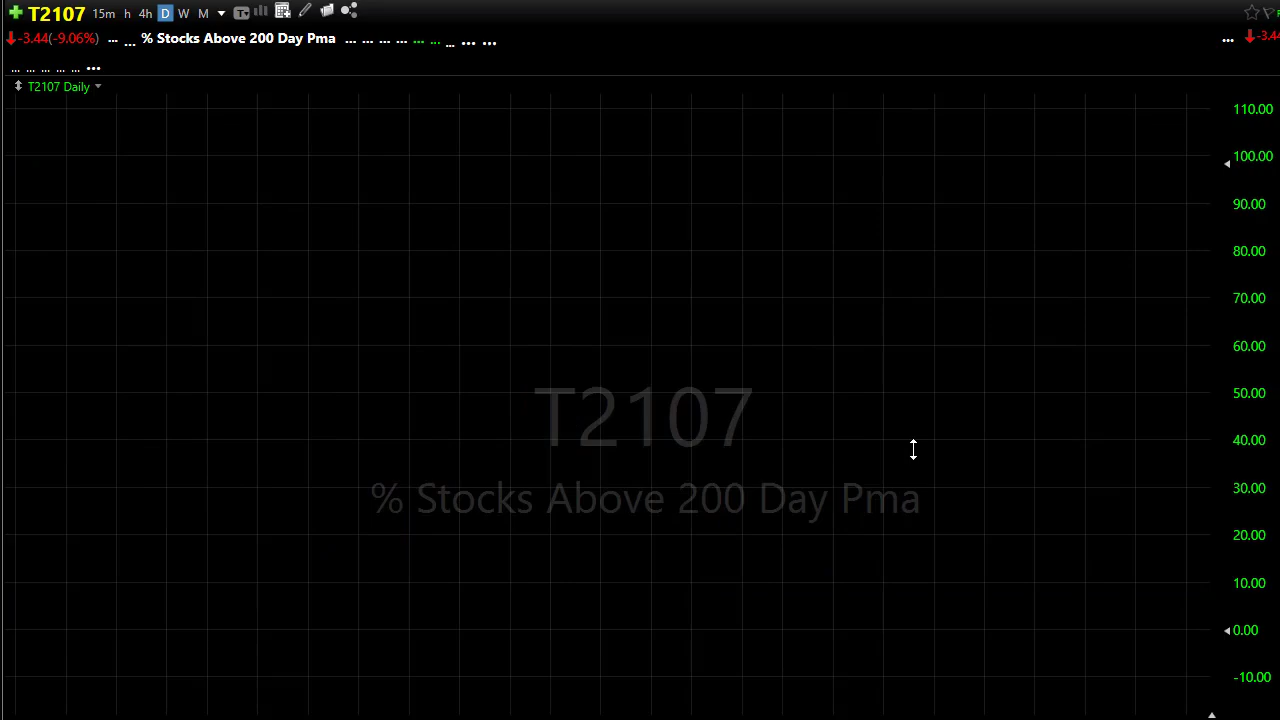 T2107 15m h 4h D W M
-3.44(-9.06%) ... ... % Stocks Above 200 Day Pma ... ... ... ... ... ... ... ... ... ... -3.44
... ... ... ... ... ...
T2107 Daily
110.00
100.00
90.00
80.00
70.00
60.00
50.00
T2107
40.00
30.00
% Stocks Above 200 Day Pma
20.00
10.00
0.00
-10.00